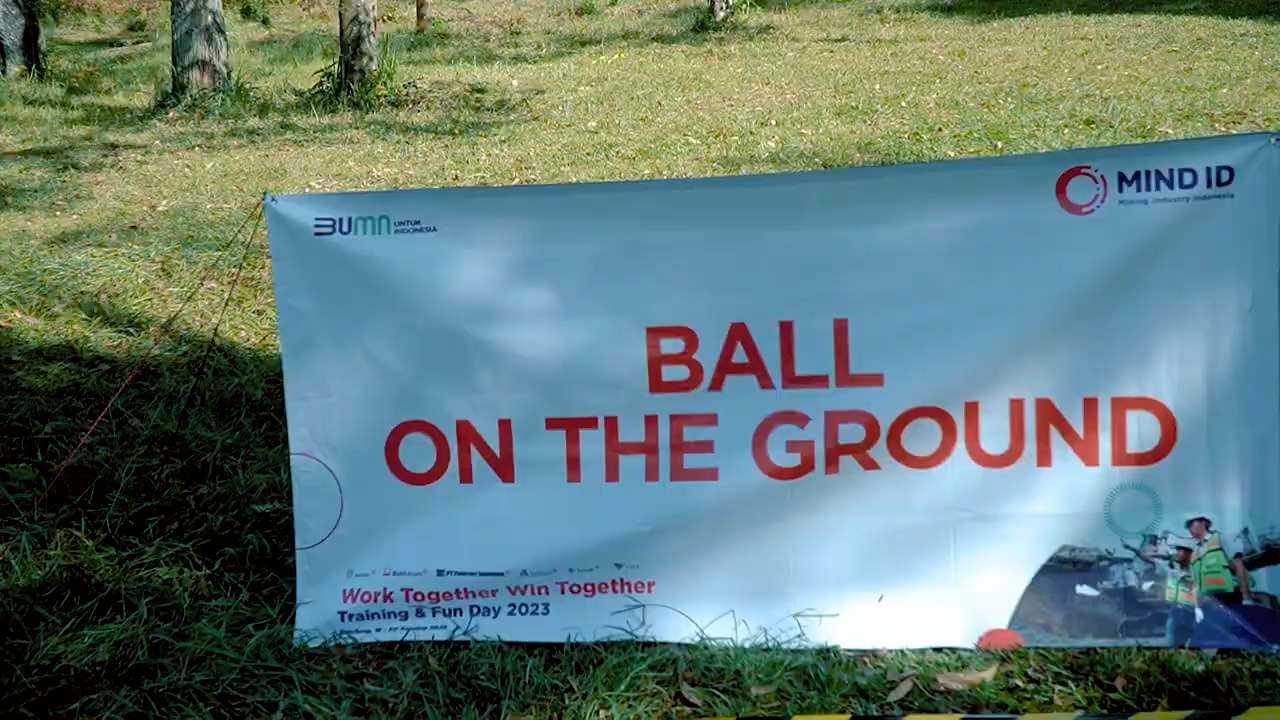 BUMN UNTUK INDONESIA
MIND ID
Mining Industry Indonesia
BALL
ON THE GROUND
Work Together Win Together
Training & Fun Day 2023